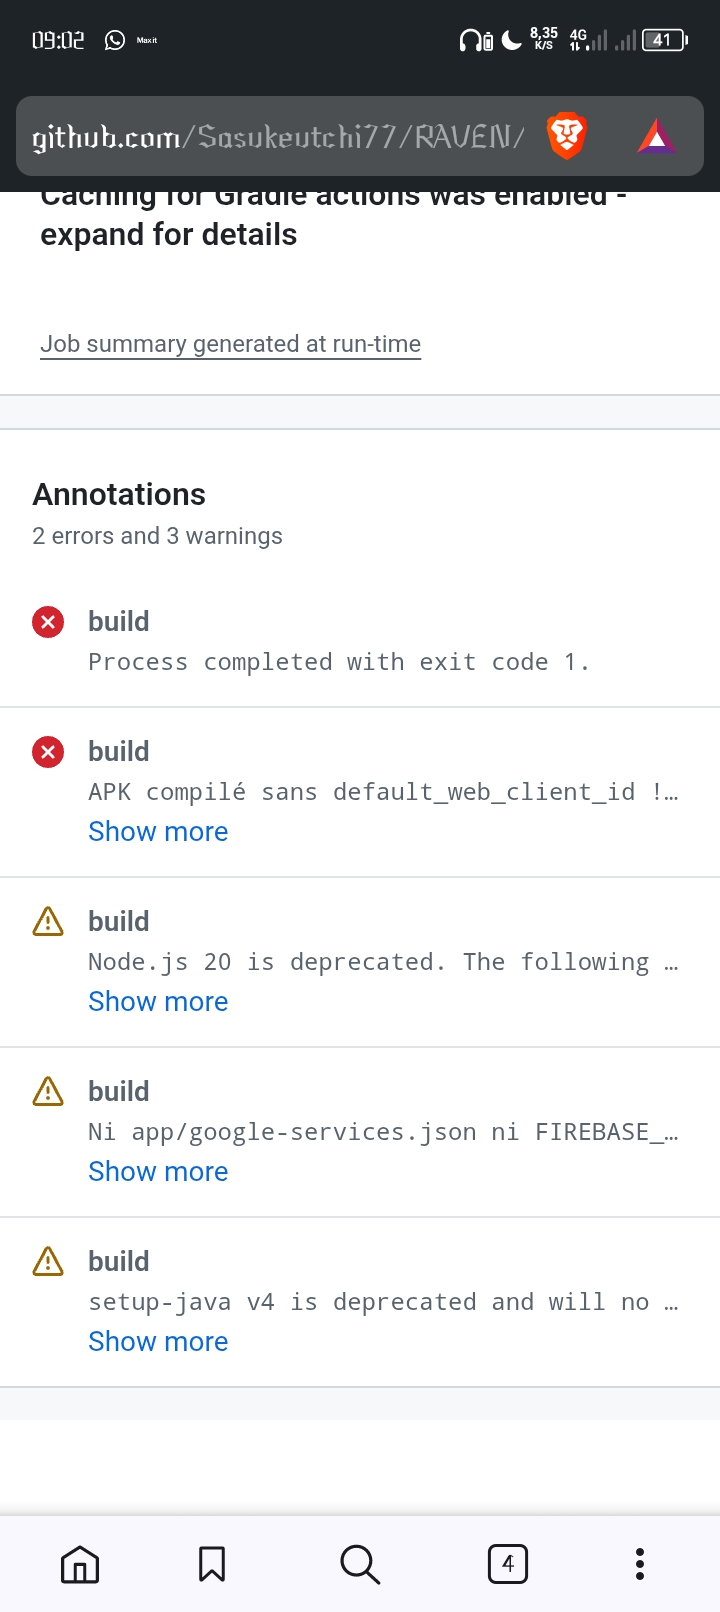 09:02
Maxit
8,35
K/S
4G
41
github.com/Sasukeutchi77/RAVEN/
Caching for Gradle actions was enabled -
expand for details
Job summary generated at run-time
Annotations
2 errors and 3 warnings
build
Process completed with exit code 1.
build
APK compilé sans default_web_client_id !…
Show more
build
Node.js 20 is deprecated. The following …
Show more
build
Ni app/google-services.json ni FIREBASE_…
Show more
build
setup-java v4 is deprecated and will no …
Show more
4